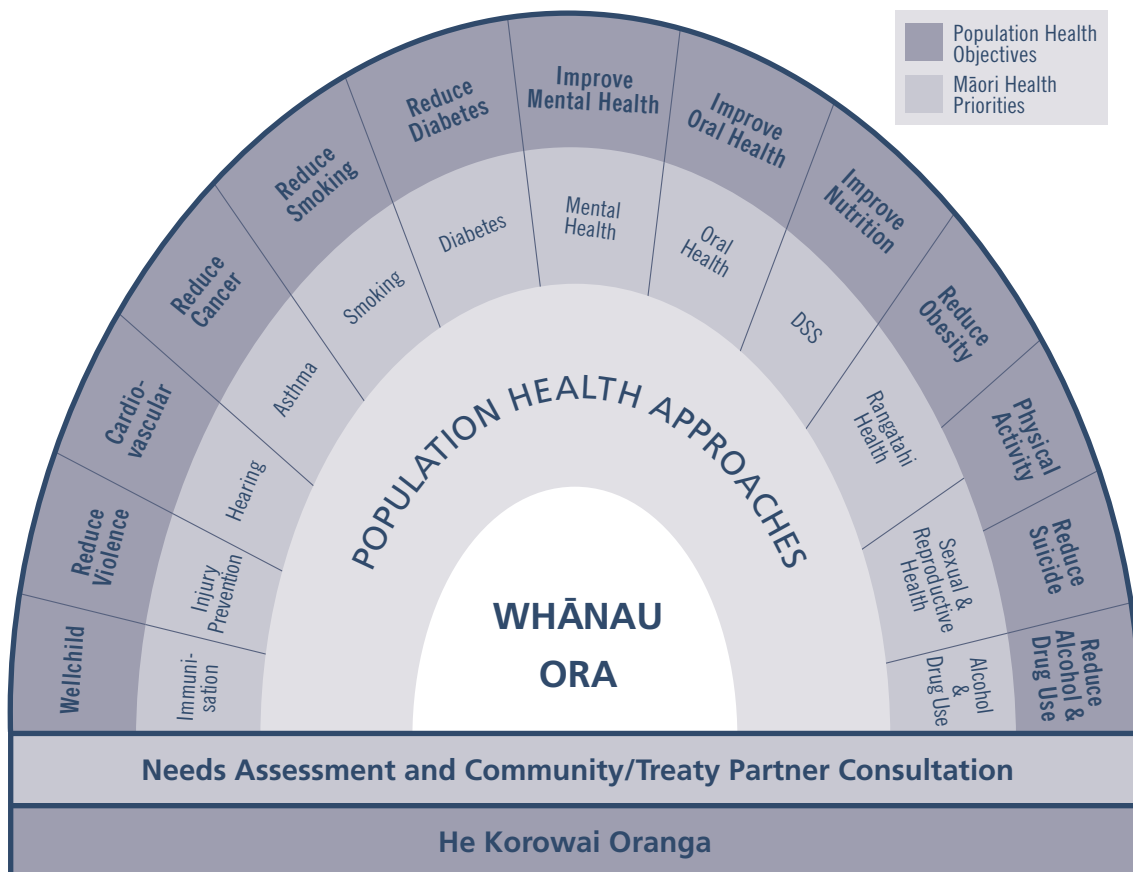 Population Health
Objectives
Māori Health
Priorities
Wellchild
Reduce
Violence
Cardio-
vascular
Reduce
Cancer
Reduce
Smoking
Reduce
Diabetes
Improve
Mental Health
Improve
Oral Health
Improve
Nutrition
Reduce
Obesity
Physical
Activity
Reduce
Suicide
Reduce
Alcohol &
Drug Use
Immuni-
sation
Injury
Prevention
Hearing
Asthma
Smoking
Diabetes
Mental
Health
Oral
Health
DSS
Rangatahi
Health
Sexual &
Reproductive
Health
Alcohol
&
Drug Use
POPULATION HEALTH APPROACHES
WHĀNAU
ORA
Needs Assessment and Community/Treaty Partner Consultation
He Korowai Oranga